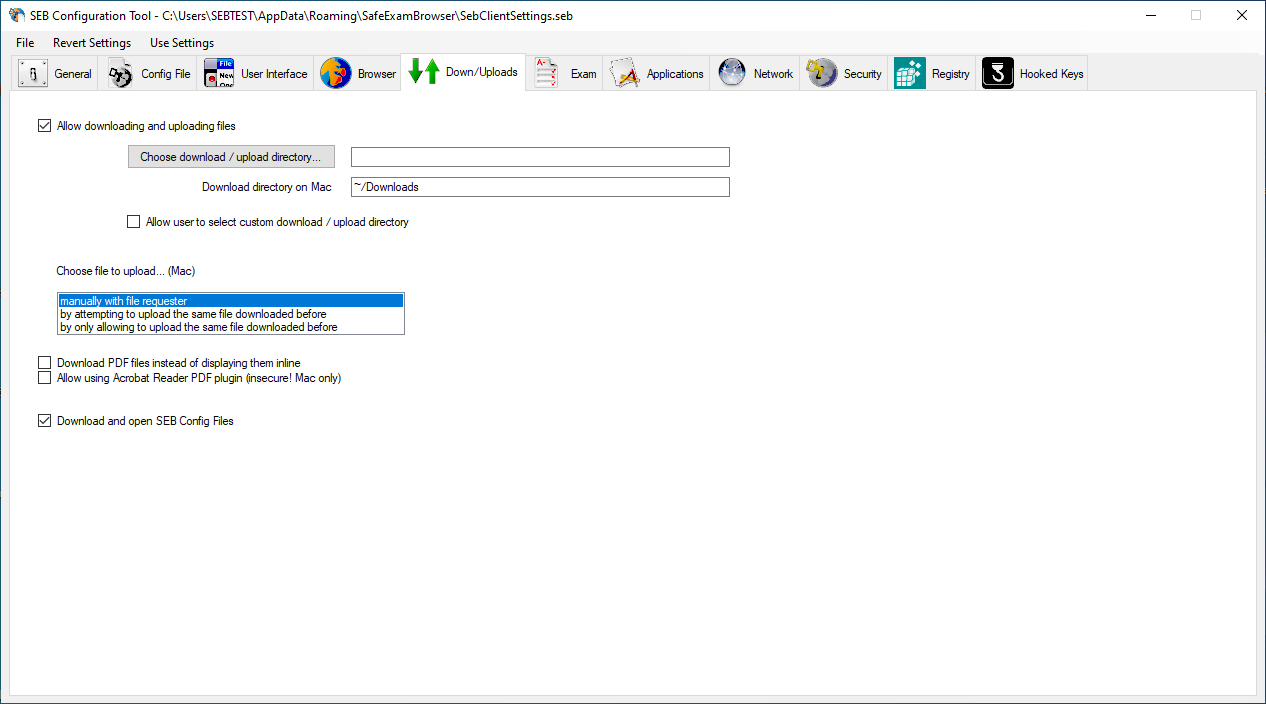 SEB Configuration Tool - C:\Users\SEBTEST\AppData\Roaming\SafeExamBrowser\SebClientSettings.seb
File Revert Settings Use Settings
General Config File File New User Interface Browser Down/Uploads A- Exam Applications Network Security Registry Hooked Keys
Allow downloading and uploading files
Choose download / upload directory...
Download directory on Mac ~/Downloads
Allow user to select custom download / upload directory
Choose file to upload... (Mac)
manually with file requester
by attempting to upload the same file downloaded before
by only allowing to upload the same file downloaded before
Download PDF files instead of displaying them inline
Allow using Acrobat Reader PDF plugin (insecure! Mac only)
Download and open SEB Config Files